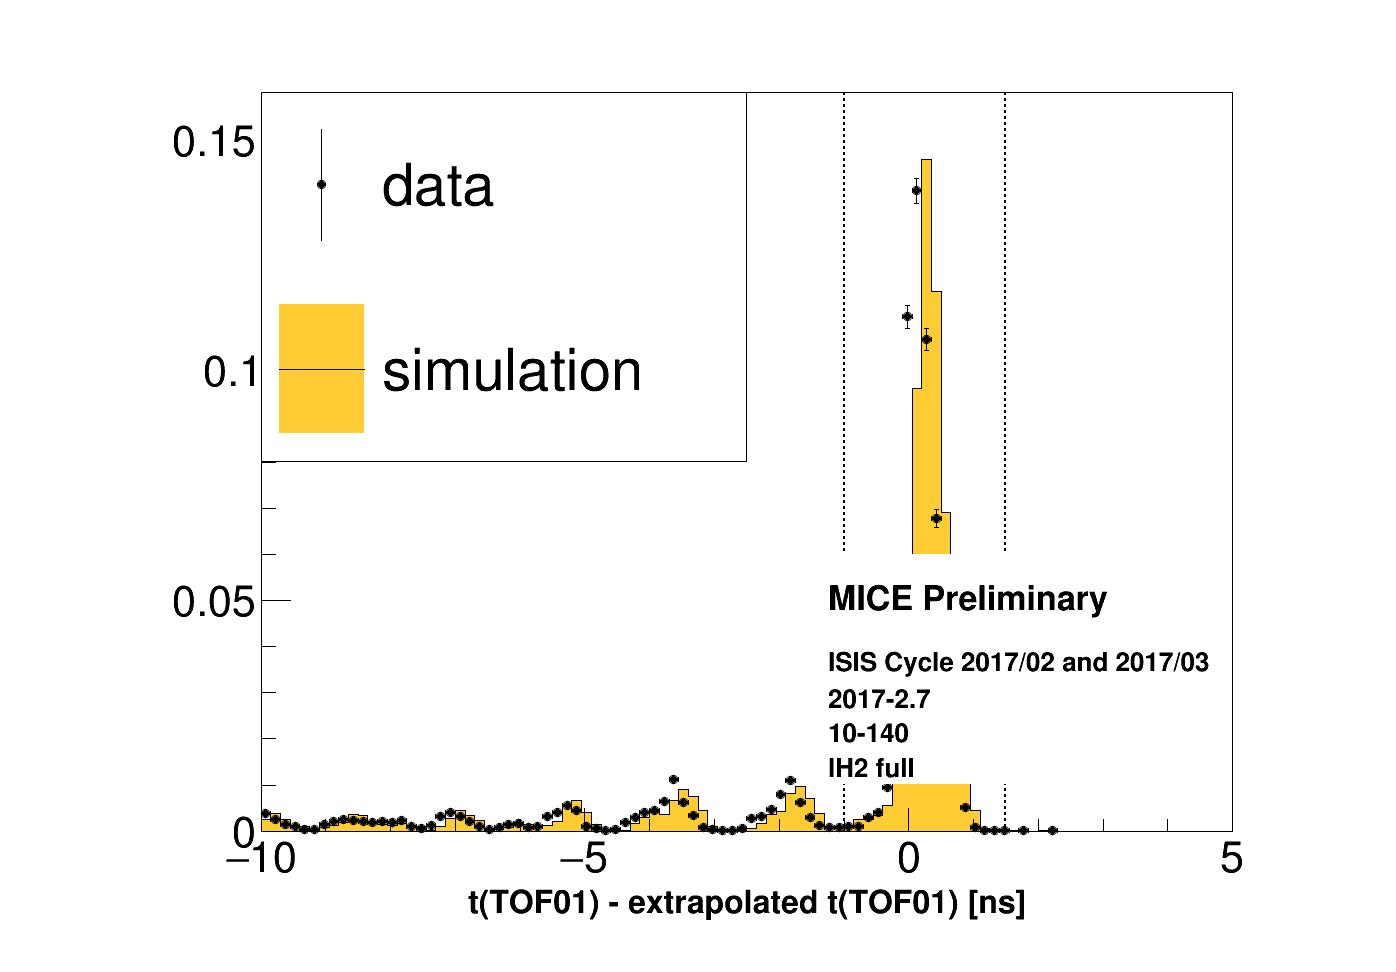 0.15
data
0.1
simulation
0.05
MICE Preliminary
ISIS Cycle 2017/02 and 2017/03
2017-2.7
10-140
IH2 full
0
−10 −5 0 5
t(TOF01) - extrapolated t(TOF01) [ns]